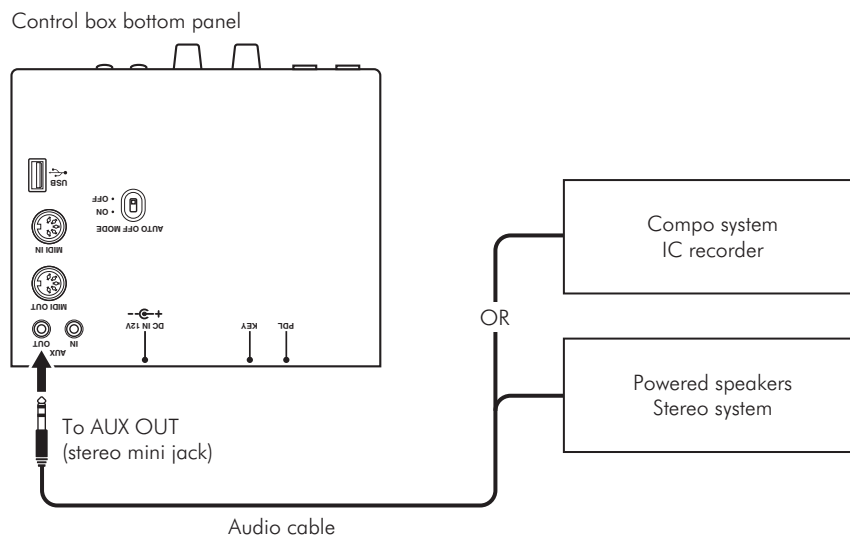 Control box bottom panel
USB
OFF
ON
AUTO OFF MODE
MIDI IN
MIDI OUT
OUT
IN
AUX
DC IN 12V
KEY
PDL
To AUX OUT
(stereo mini jack)
Audio cable
OR
Compo system
IC recorder
Powered speakers
Stereo system